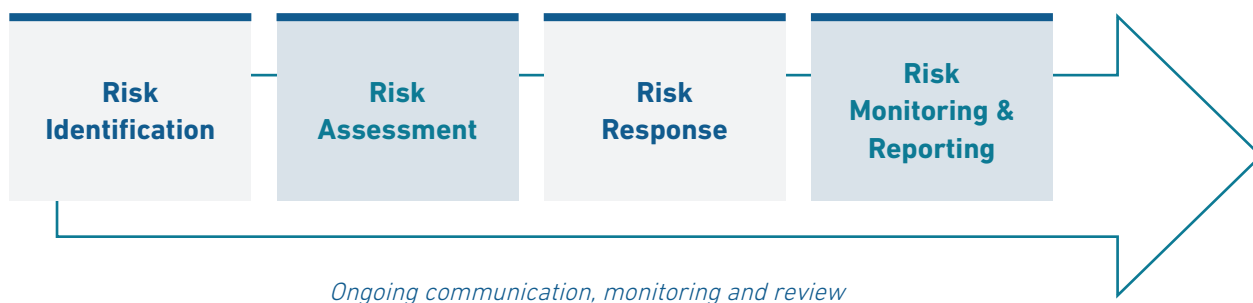 Risk
Identification
Risk
Assessment
Risk
Response
Risk
Monitoring &
Reporting
Ongoing communication, monitoring and review